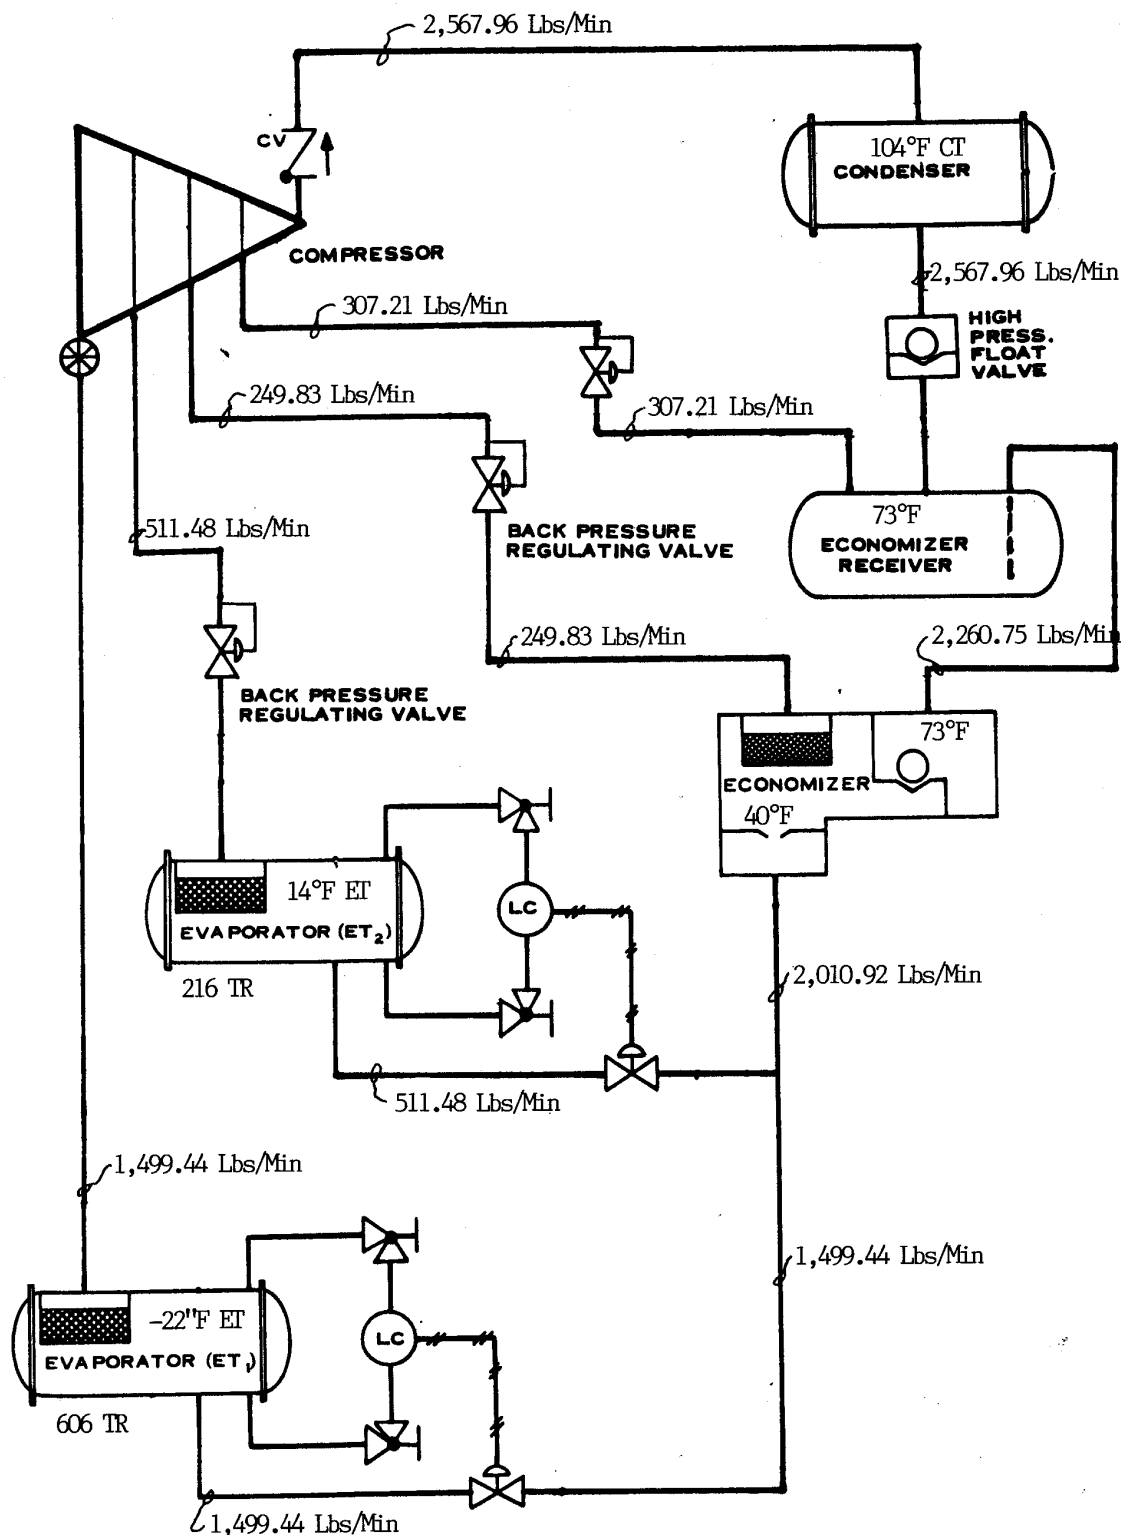 2,567.96 Lbs/Min
CV
104°F CT
CONDENSER
COMPRESSOR
2,567.96 Lbs/Min
307.21 Lbs/Min
HIGH
PRESS.
FLOAT
VALVE
249.83 Lbs/Min
307.21 Lbs/Min
511.48 Lbs/Min
BACK PRESSURE
REGULATING VALVE
73°F
ECONOMIZER
RECEIVER
249.83 Lbs/Min
2,260.75 Lbs/Min
BACK PRESSURE
REGULATING VALVE
73°F
ECONOMIZER
40°F
14°F ET
EVAPORATOR (ET₂)
LC
216 TR
2,010.92 Lbs/Min
511.48 Lbs/Min
1,499.44 Lbs/Min
1,499.44 Lbs/Min
-22"F ET
EVAPORATOR (ET₁)
LC
606 TR
1,499.44 Lbs/Min